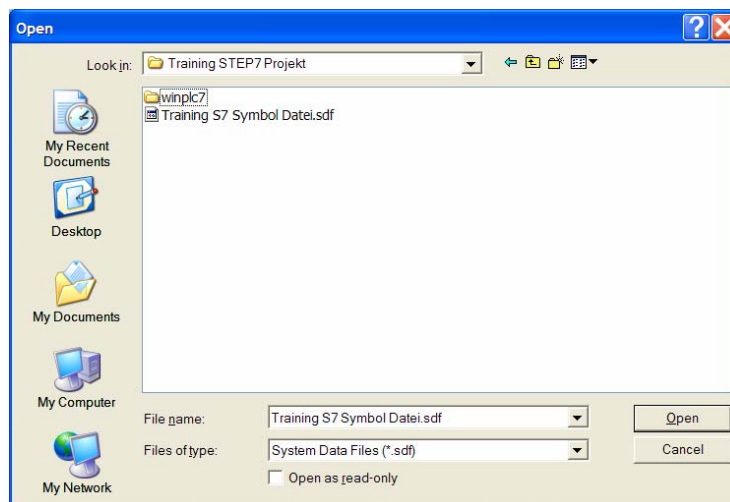 Open
Look in:
Training STEP7 Projekt
winplc7
Training S7 Symbol Datei.sdf
My Recent
Documents
Desktop
My Documents
My Computer
My Network
File name:
Training S7 Symbol Datei.sdf
Open
Files of type:
System Data Files (*.sdf)
Cancel
Open as read-only